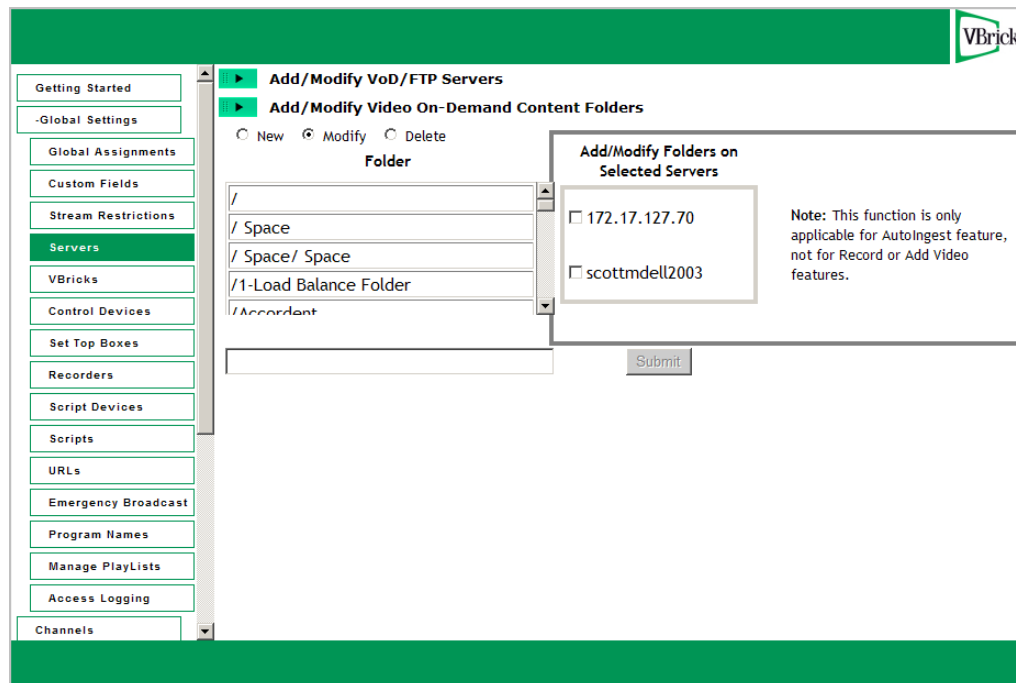 VBrick
Getting Started
-Global Settings
Global Assignments
Custom Fields
Stream Restrictions
Servers
VBricks
Control Devices
Set Top Boxes
Recorders
Script Devices
Scripts
URLs
Emergency Broadcast
Program Names
Manage PlayLists
Access Logging
Channels
Add/Modify VoD/FTP Servers
Add/Modify Video On-Demand Content Folders
New Modify Delete
Folder
/
/ Space
/ Space/ Space
/1-Load Balance Folder
/Accordent
Add/Modify Folders on
Selected Servers
172.17.127.70
scottmdell2003
Note: This function is only
applicable for AutoIngest feature,
not for Record or Add Video
features.
Submit